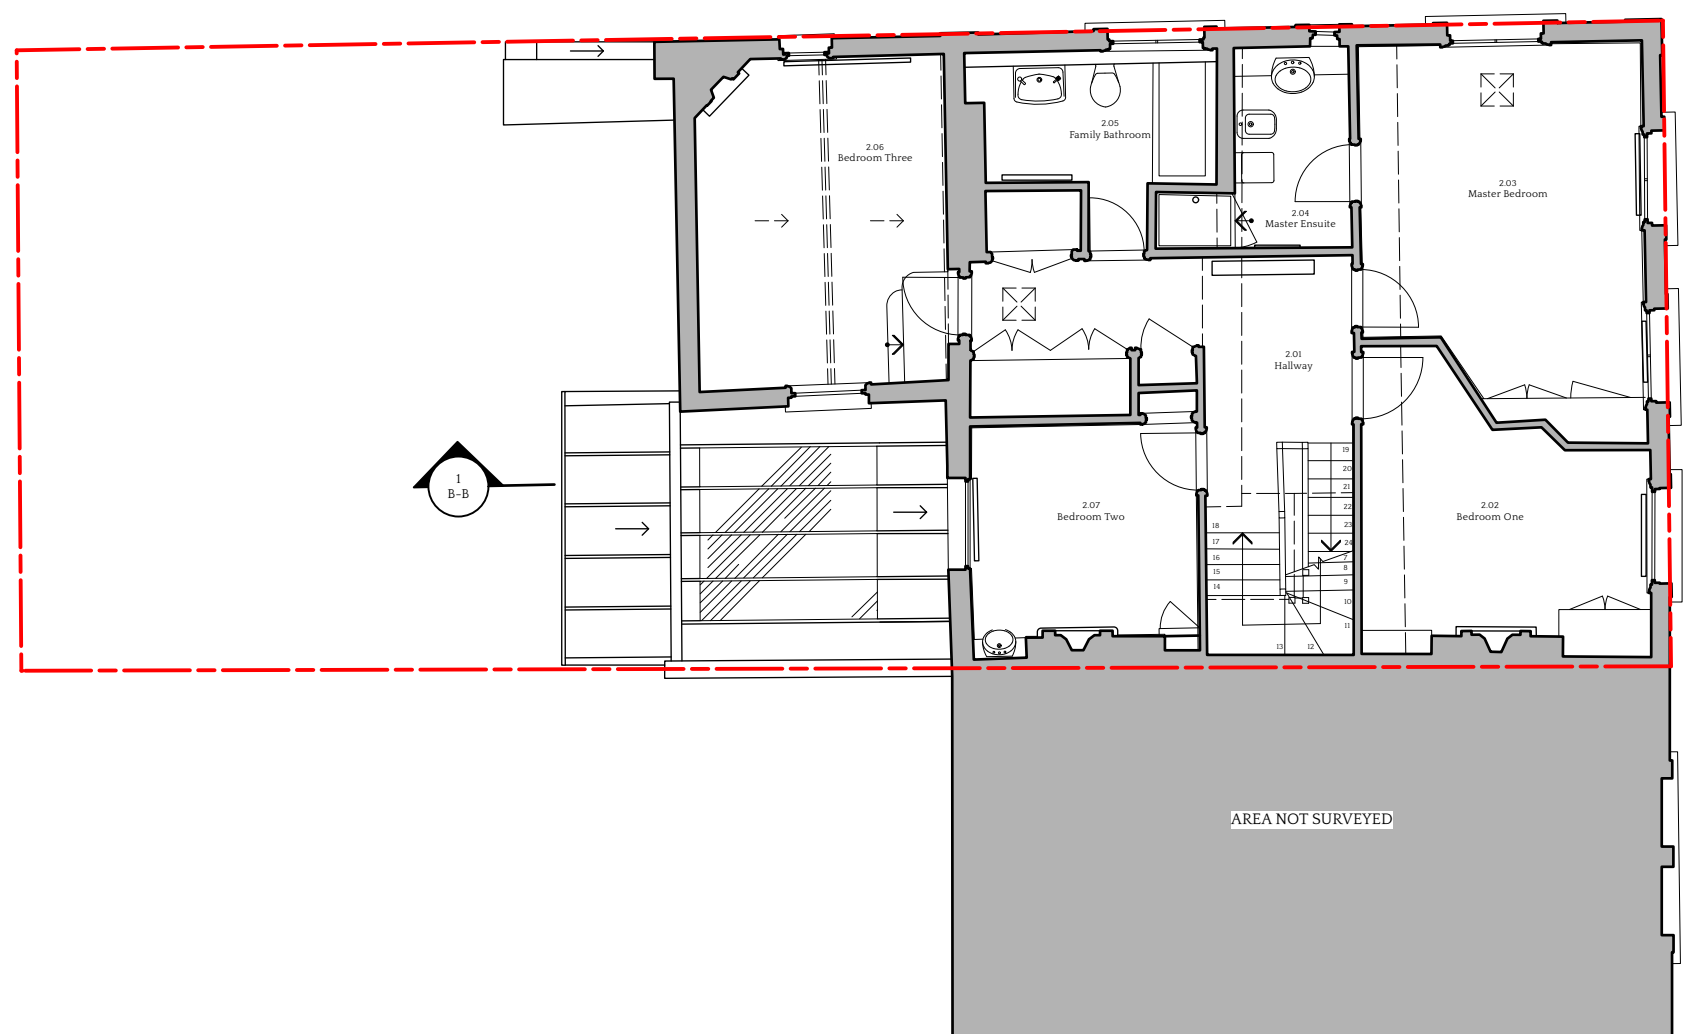 2.05
Family Bathroom
2.06
Bedroom Three
2.03
Master Bedroom
2.04
Master Ensuite
2.01
Hallway
1
B-B
2.07
Bedroom Two
2.02
Bedroom One
19
20
21
22
23
24
7
8
9
10
11
12
13
18
17
16
15
14
AREA NOT SURVEYED